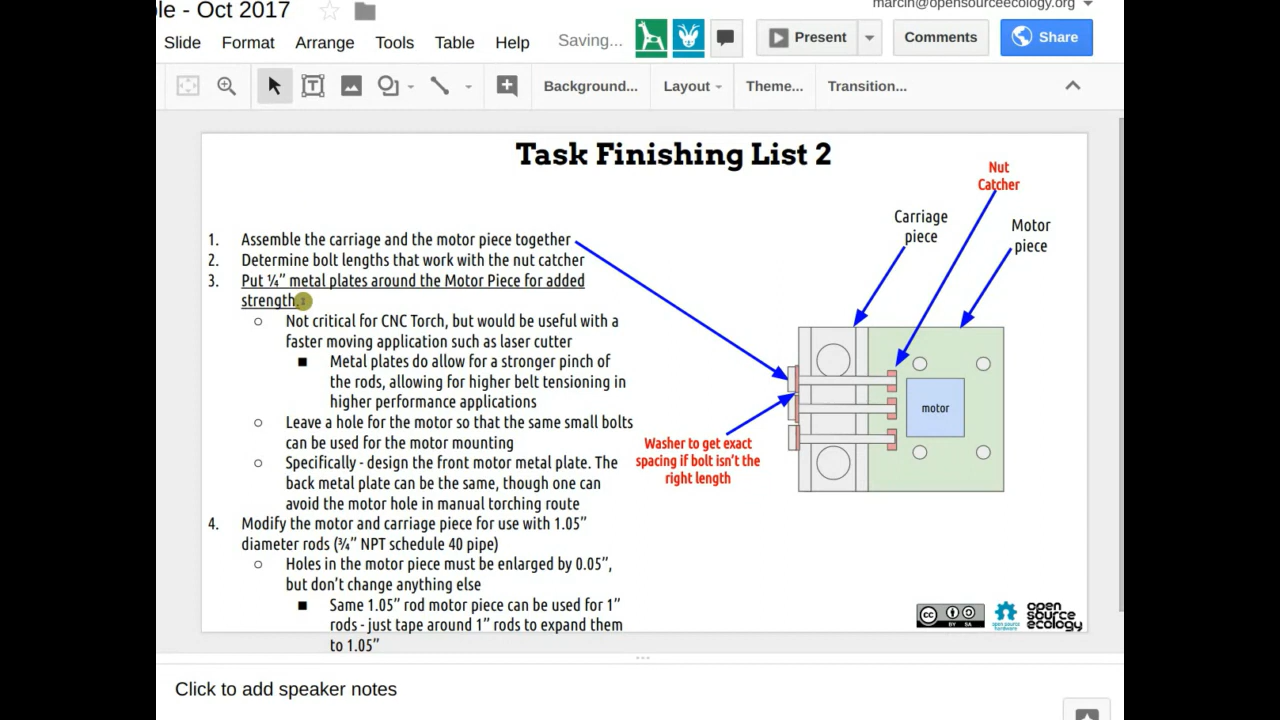 ple - Oct 2017
marcin@opensourceecology.org
Slide Format Arrange Tools Table Help Saving... Present Comments Share
Background... Layout Theme... Transition...
Task Finishing List 2
Nut
Catcher
Carriage
piece
Motor
piece
1. Assemble the carriage and the motor piece together
2. Determine bolt lengths that work with the nut catcher
3. Put ¼” metal plates around the Motor Piece for added
strength.
○ Not critical for CNC Torch, but would be useful with a
faster moving application such as laser cutter
■ Metal plates do allow for a stronger pinch of
the rods, allowing for higher belt tensioning in
higher performance applications
○ Leave a hole for the motor so that the same small bolts
can be used for the motor mounting
○ Specifically - design the front motor metal plate. The
back metal plate can be the same, though one can
avoid the motor hole in manual torching route
4. Modify the motor and carriage piece for use with 1.05”
diameter rods (¾” NPT schedule 40 pipe)
○ Holes in the motor piece must be enlarged by 0.05”,
but don’t change anything else
■ Same 1.05” rod motor piece can be used for 1”
rods - just tape around 1” rods to expand them
to 1.05”
motor
Washer to get exact
spacing if bolt isn’t the
right length
cc BY SA
open source
hardware
open
source
ecology
Click to add speaker notes